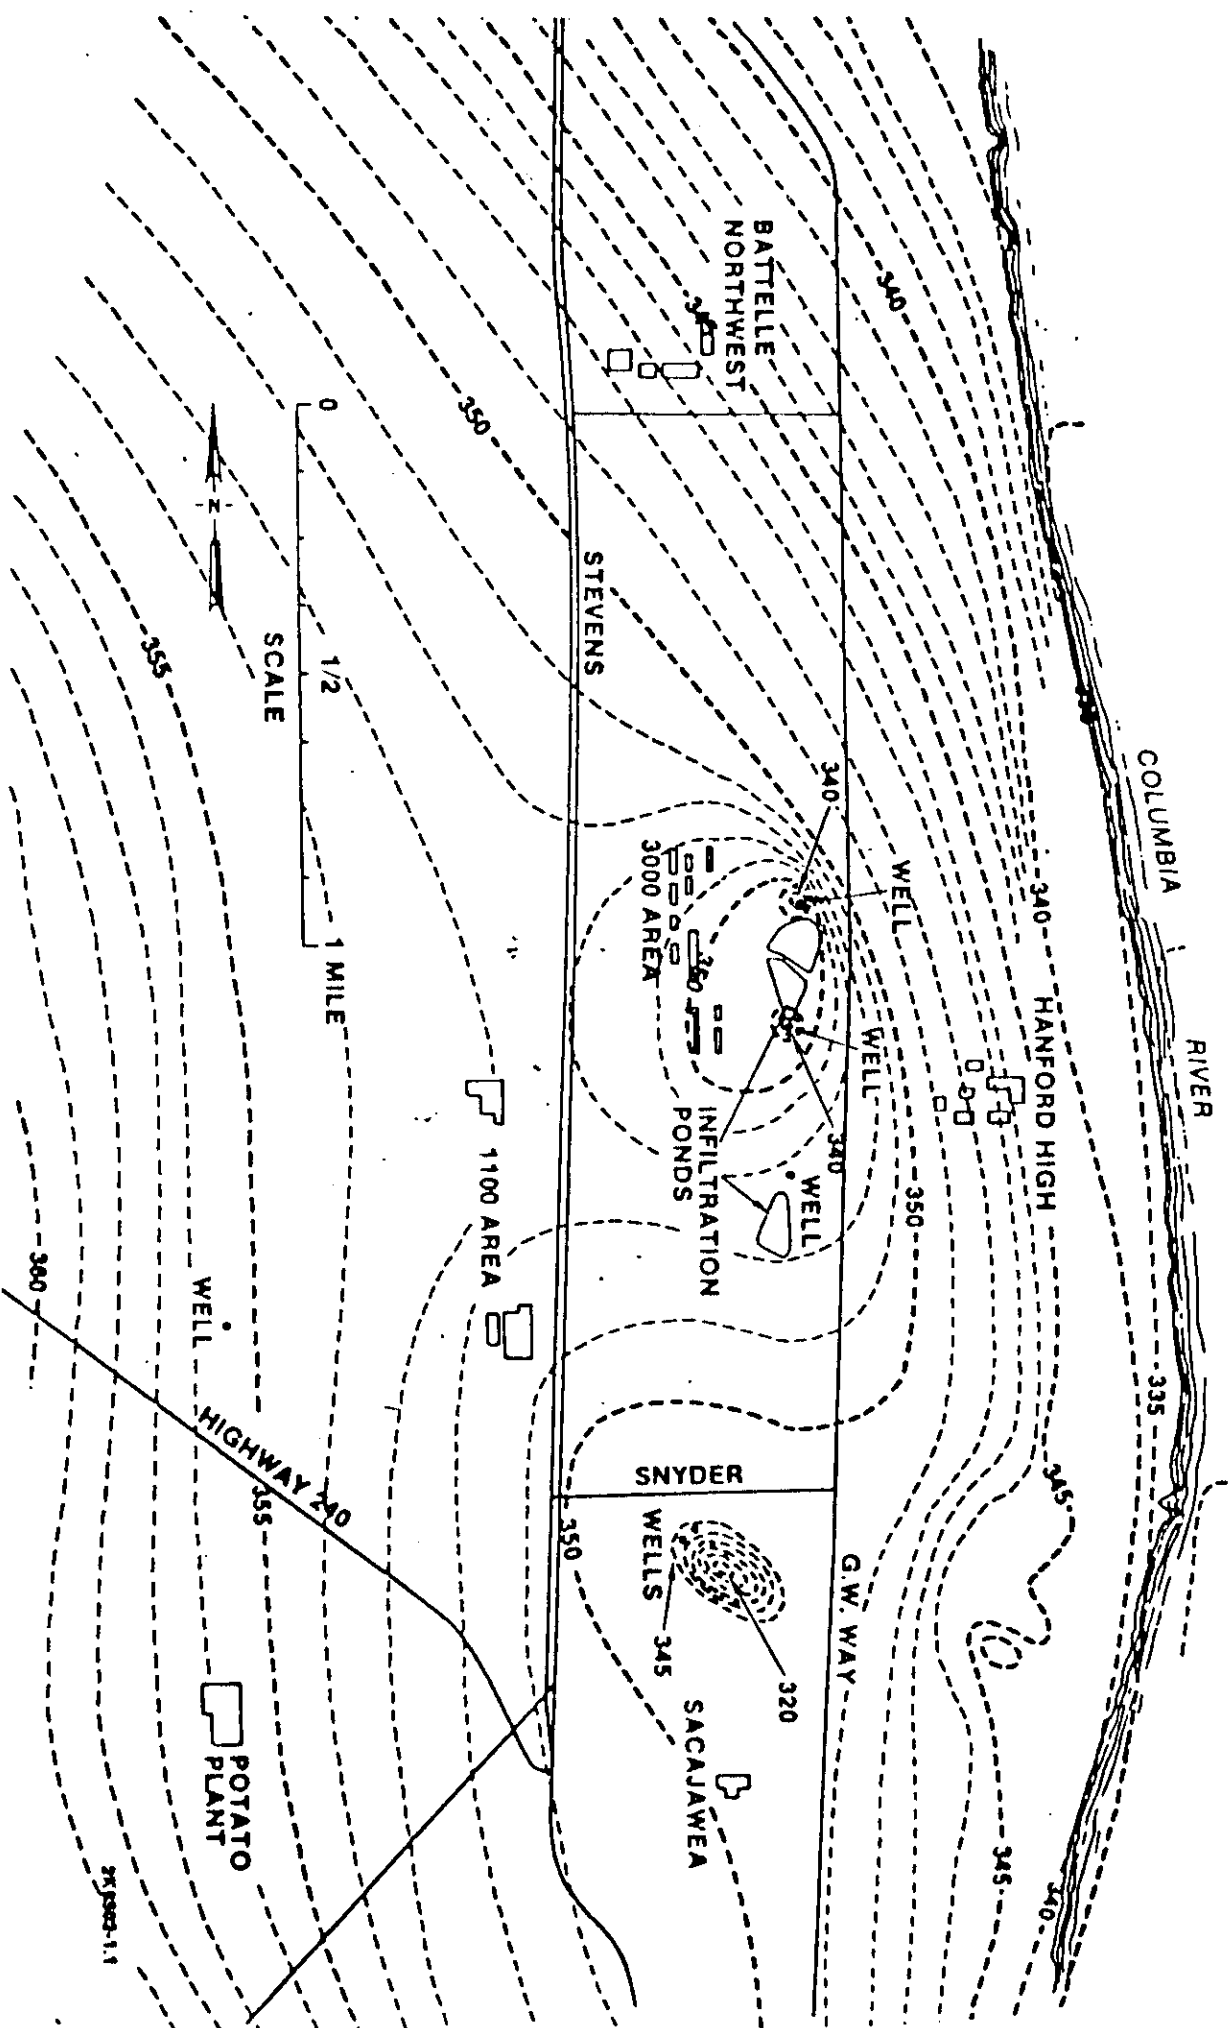 COLUMBIA
RIVER
BATTELLE
NORTHWEST
340
350
355
0
1/2
1 MILE
SCALE
N
STEVENS
340
WELL
340
HANFORD HIGH
3000 AREA
WELL
340
INFILTRATION
PONDS
WELL
350
1100 AREA
WELL
360
HIGHWAY 240
355
SNYDER
350
335
345
WELLS
345
320
G.W. WAY
SACAJAWEA
345
340
POTATO
PLANT